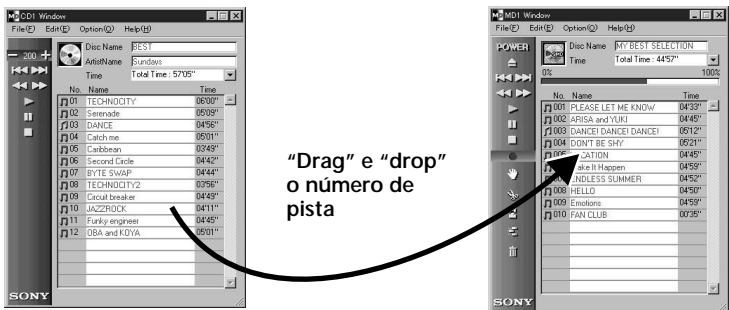 CD1 Window
File(F) Edit(E) Option(O) Help(H)
200
Disc Name BEST
ArtistName Sundays
Time Total Time : 57'05"
No. Name Time
01 TECHNOCITY 06'00"
02 Serenade 05'09"
03 DANCE 04'56"
04 Catch me 05'01"
05 Caribbean 03'49"
06 Second Circle 04'42"
07 BYTE SWAP 04'44"
08 TECHNOCITY2 03'56"
09 Circuit breaker 04'49"
10 JAZZROCK 04'11"
11 Funky engineer 04'45"
12 OBA and KOYA 05'01"
SONY
“Drag” e “drop”
o número de
pista
MD1 Window
File(F) Edit(E) Option(O) Help(H)
POWER
Disc Name MY BEST SELECTION
Time Total Time : 44'57"
0% 100%
No. Name Time
001 PLEASE LET ME KNOW 04'33"
002 ARISA and YUKI 04'45"
003 DANCE! DANCE! DANCE! 05'12"
004 DON'T BE SHY 05'21"
005 CATION 04'45"
ake It Happen 04'59"
ENDLESS SUMMER 04'52"
008 HELLO 04'50"
009 Emotions 04'59"
010 FAN CLUB 00'35"
SONY